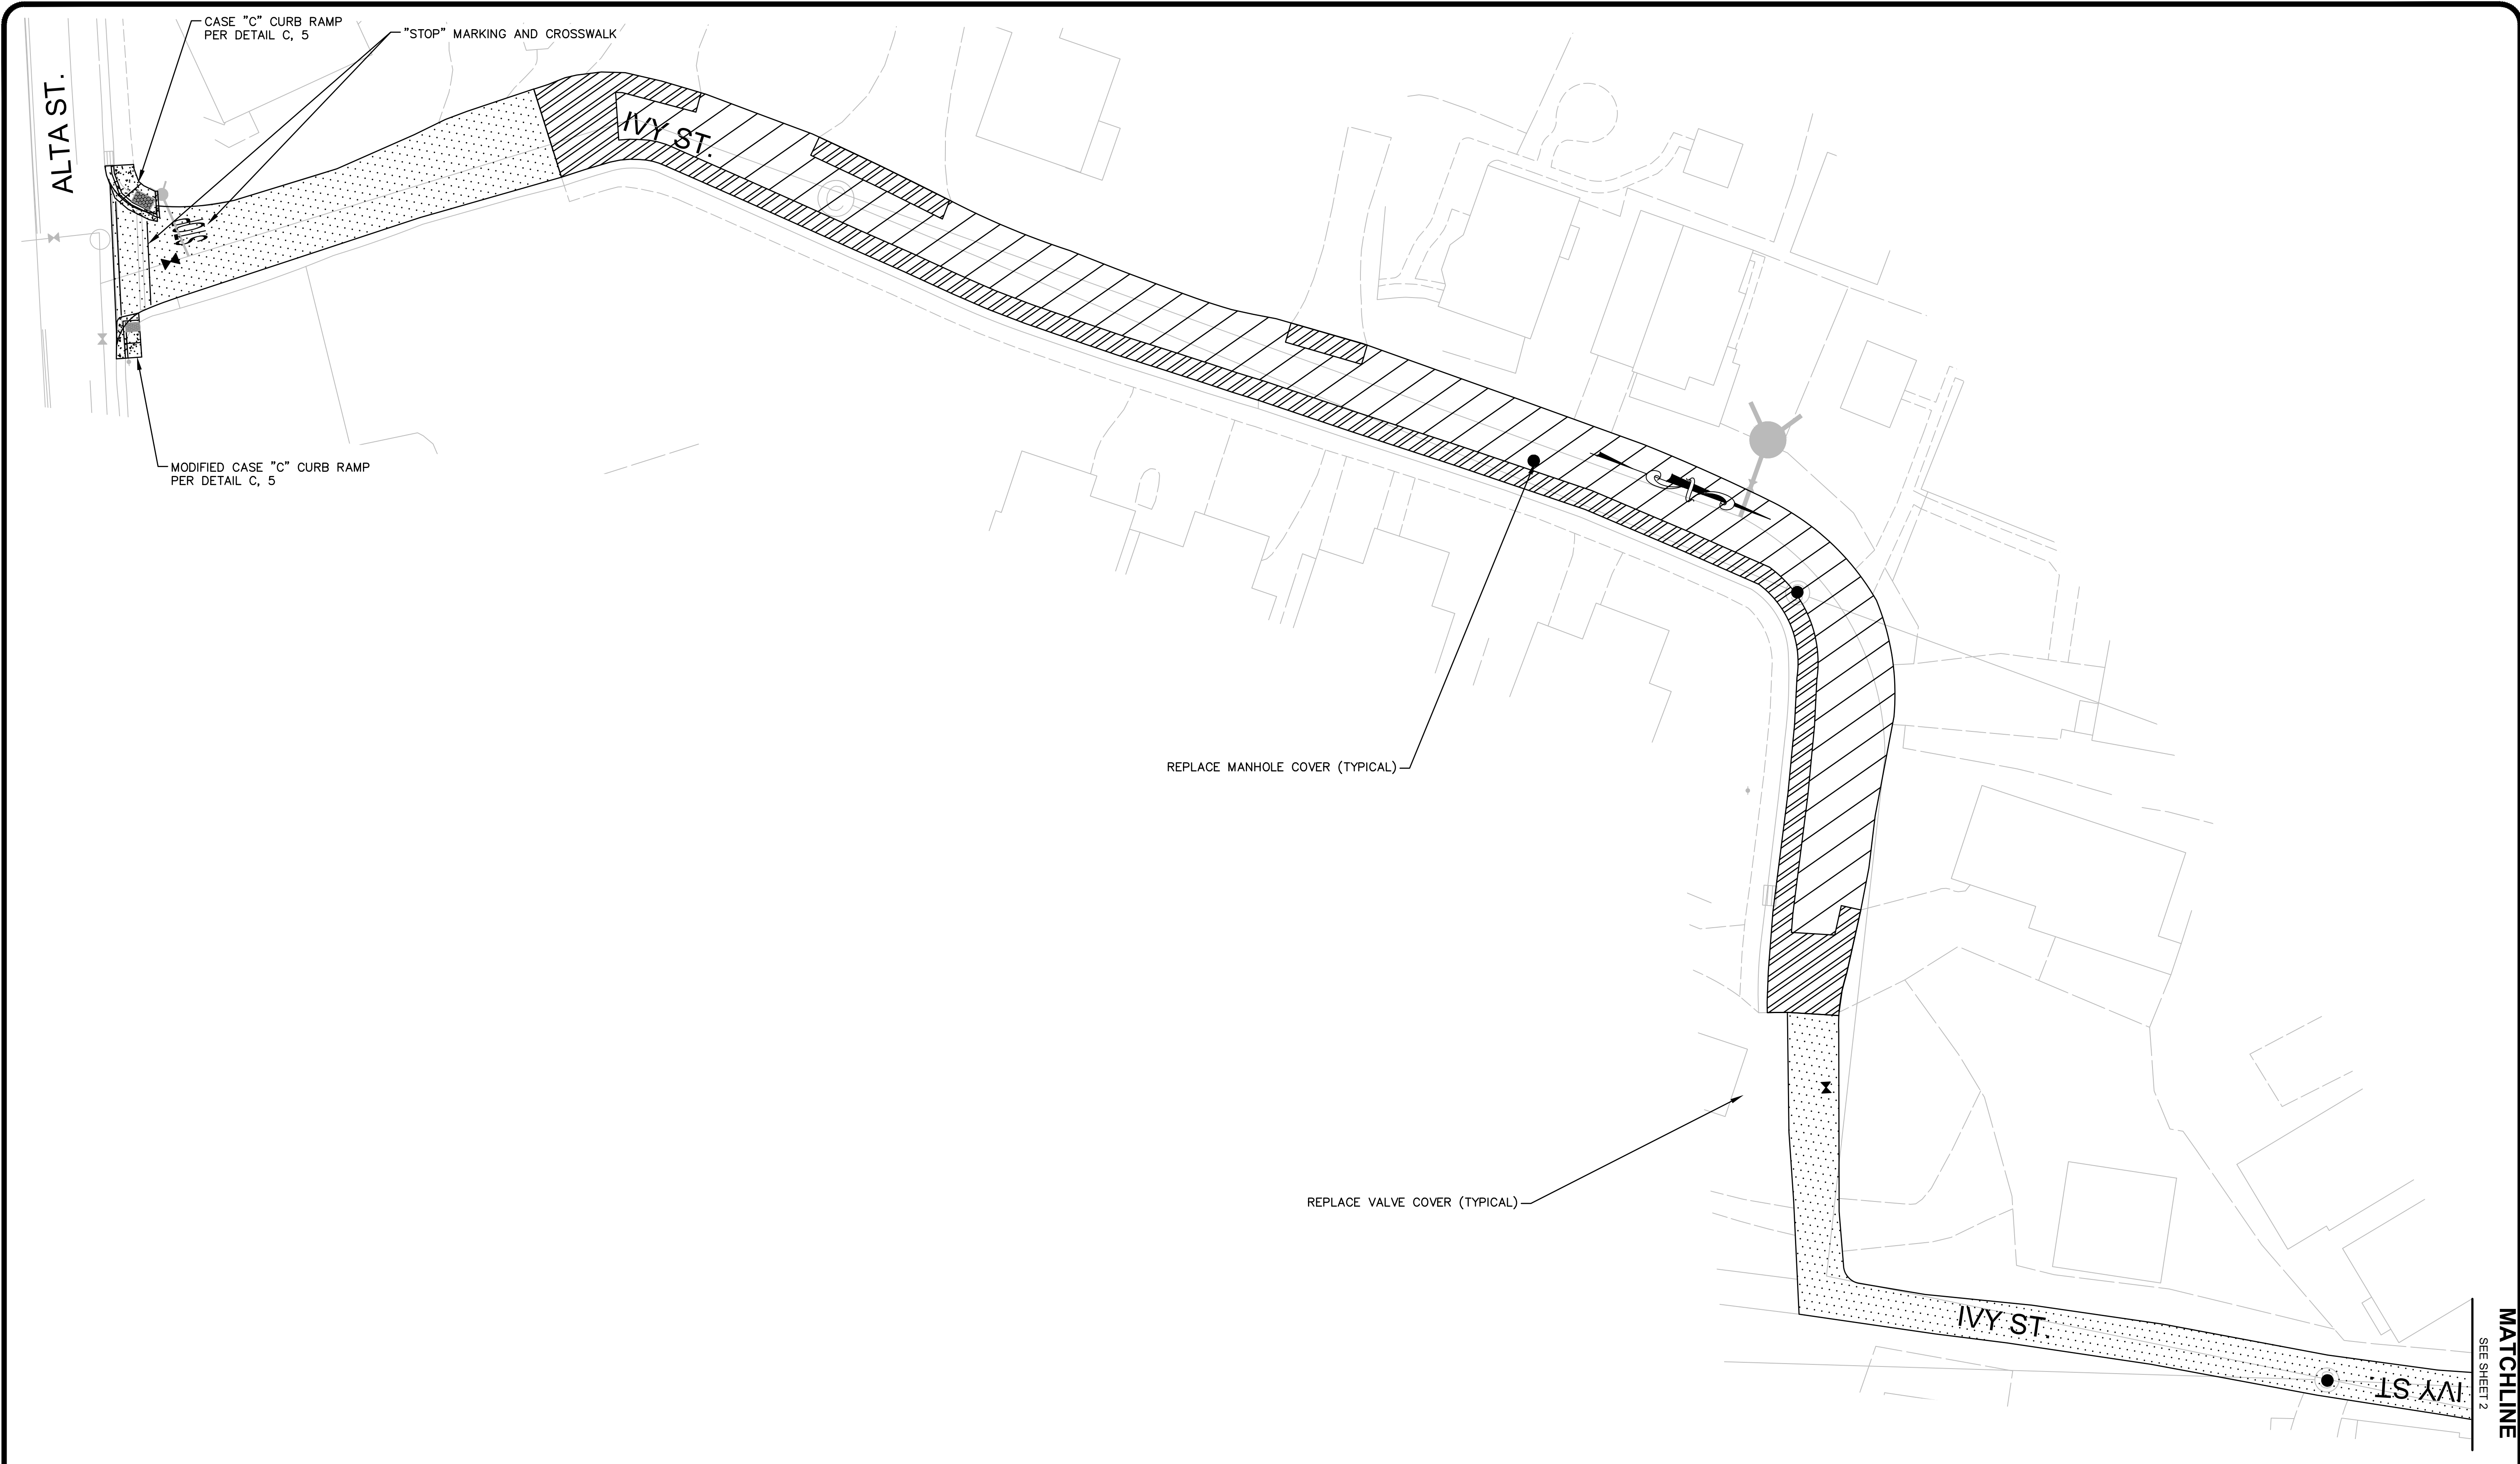 CASE "C" CURB RAMP
PER DETAIL C, 5
"STOP" MARKING AND CROSSWALK
ALTA ST.
IVY ST.
MODIFIED CASE "C" CURB RAMP
PER DETAIL C, 5
REPLACE MANHOLE COVER (TYPICAL)
REPLACE VALVE COVER (TYPICAL)
IVY ST.
IVY ST.
MATCHLINE
SEE SHEET 2